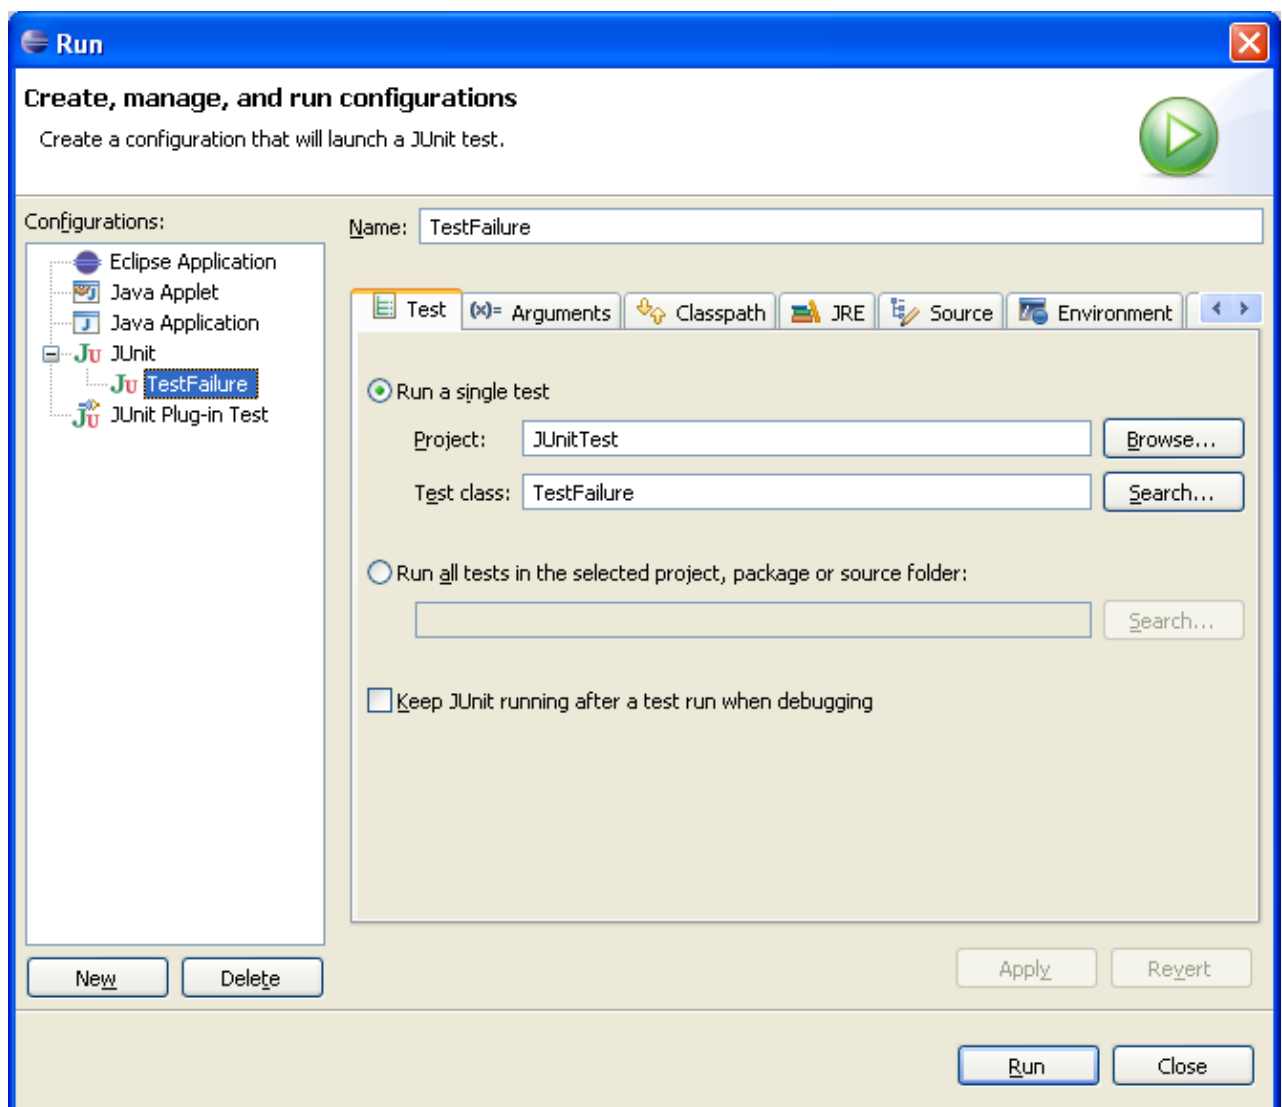 Run
Create, manage, and run configurations
Create a configuration that will launch a JUnit test.
Configurations:
Eclipse Application
Java Applet
Java Application
JUnit
TestFailure
JUnit Plug-in Test
New Delete
Name: TestFailure
Test (x)= Arguments Classpath JRE Source Environment
Run a single test
Project: JUnitTest Browse...
Test class: TestFailure Search...
Run all tests in the selected project, package or source folder:
Search...
Keep JUnit running after a test run when debugging
Apply Revert
Run Close